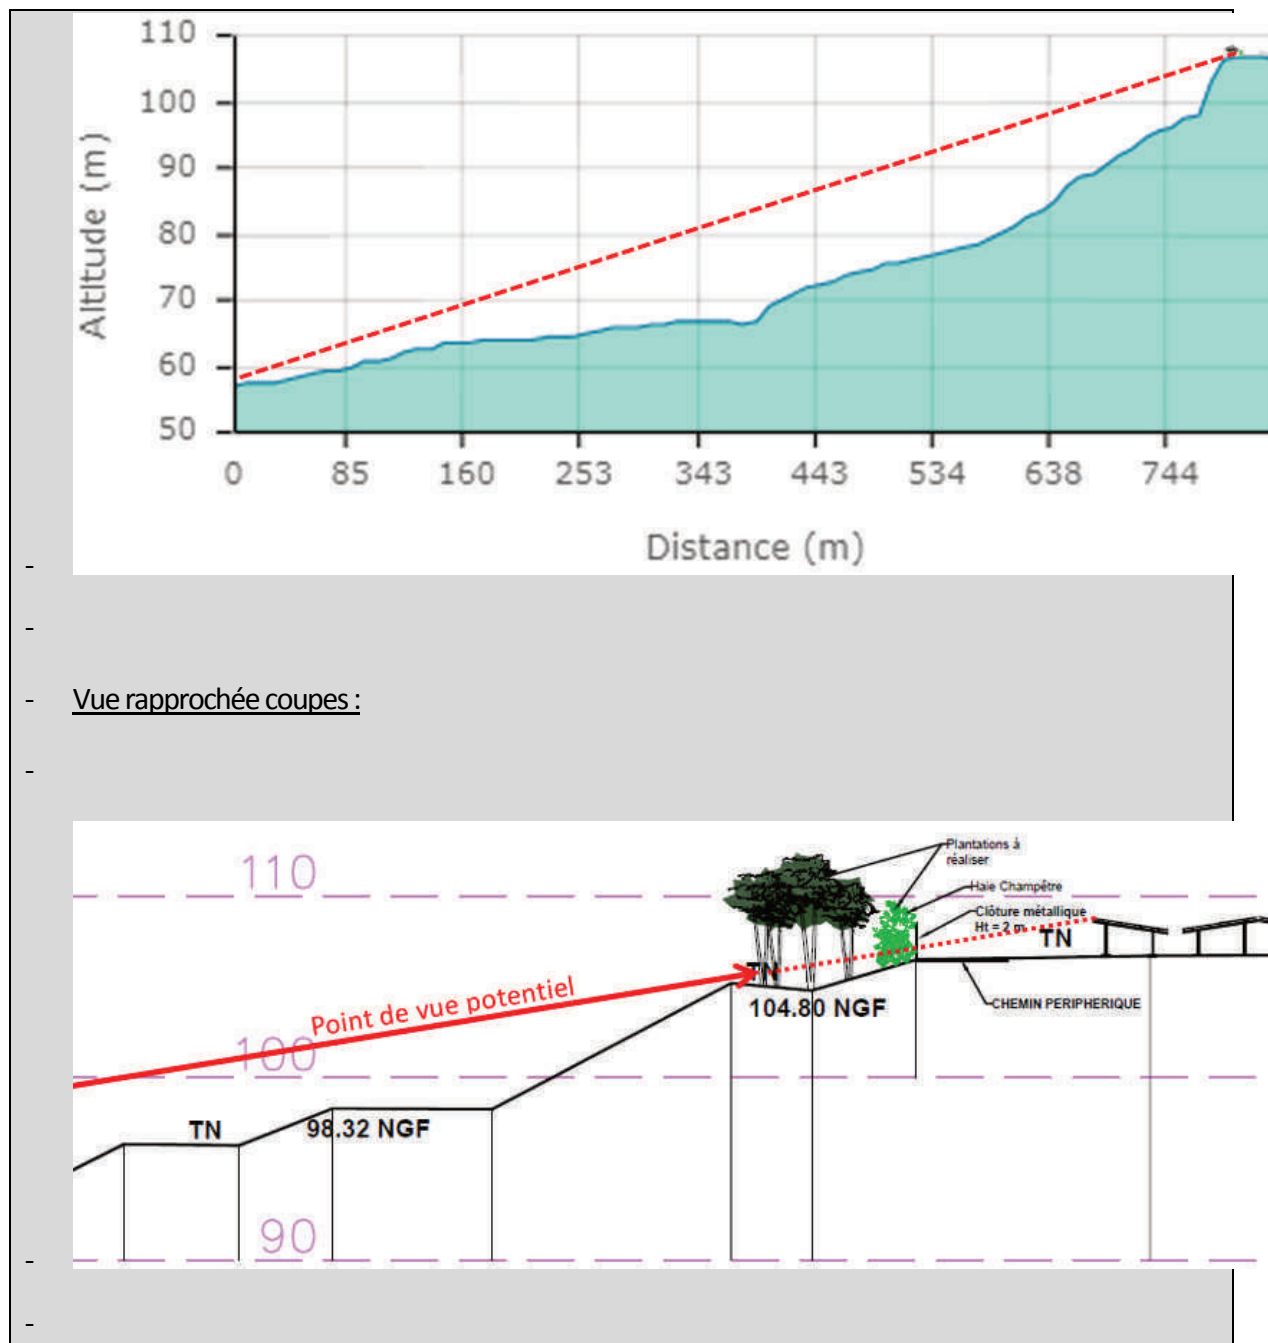 110
100
90
80
70
60
50
Altitude (m)
0 85 160 253 343 443 534 638 744
Distance (m)
-
-
- Vue rapprochée coupes :
-
Plantations à
réaliser
110
Haie Champêtre
Clôture métallique
Ht = 2 m
TN
TN
Point de vue potentiel
104.80 NGF
CHEMIN PERIPHERIQUE
100
TN
98.32 NGF
90
-
-